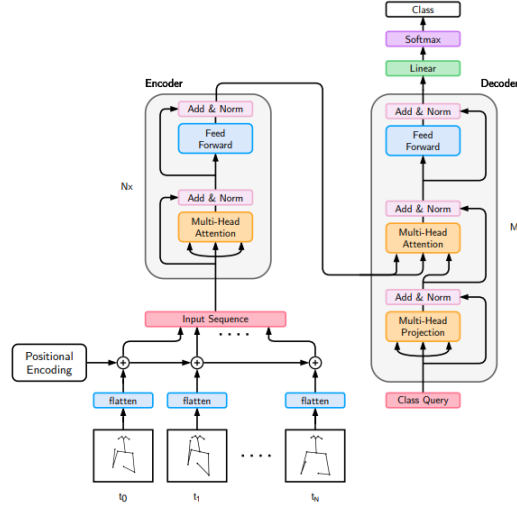 Class
Softmax
Linear
Encoder
Decoder
Add & Norm
Feed
Forward
Nx
Add & Norm
Multi-Head
Attention
Input Sequence
. . . .
Positional
Encoding
+
+
+
flatten
flatten
flatten
. . . .
t0
t1
tN
Add & Norm
Feed
Forward
Add & Norm
Multi-Head
Attention
M
Add & Norm
Multi-Head
Projection
Class Query